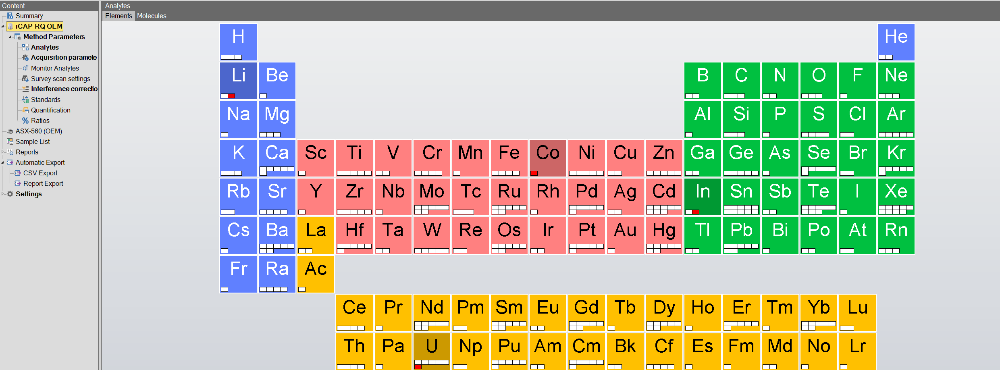 Content
Summary
iCAP RQ OEM
Method Parameters
Analytes
Acquisition paramete
Monitor Analytes
Survey scan settings
Interference correctio
Standards
Quantification
Ratios
ASX-560 (OEM)
Sample List
Reports
Automatic Export
CSV Export
Report Export
Settings
Analytes
Elements Molecules
H He
Li Be B C N O F Ne
Na Mg Al Si P S Cl Ar
K Ca Sc Ti V Cr Mn Fe Co Ni Cu Zn Ga Ge As Se Br Kr
Rb Sr Y Zr Nb Mo Tc Ru Rh Pd Ag Cd In Sn Sb Te I Xe
Cs Ba La Hf Ta W Re Os Ir Pt Au Hg Tl Pb Bi Po At Rn
Fr Ra Ac
Ce Pr Nd Pm Sm Eu Gd Tb Dy Ho Er Tm Yb Lu
Th Pa U Np Pu Am Cm Bk Cf Es Fm Md No Lr